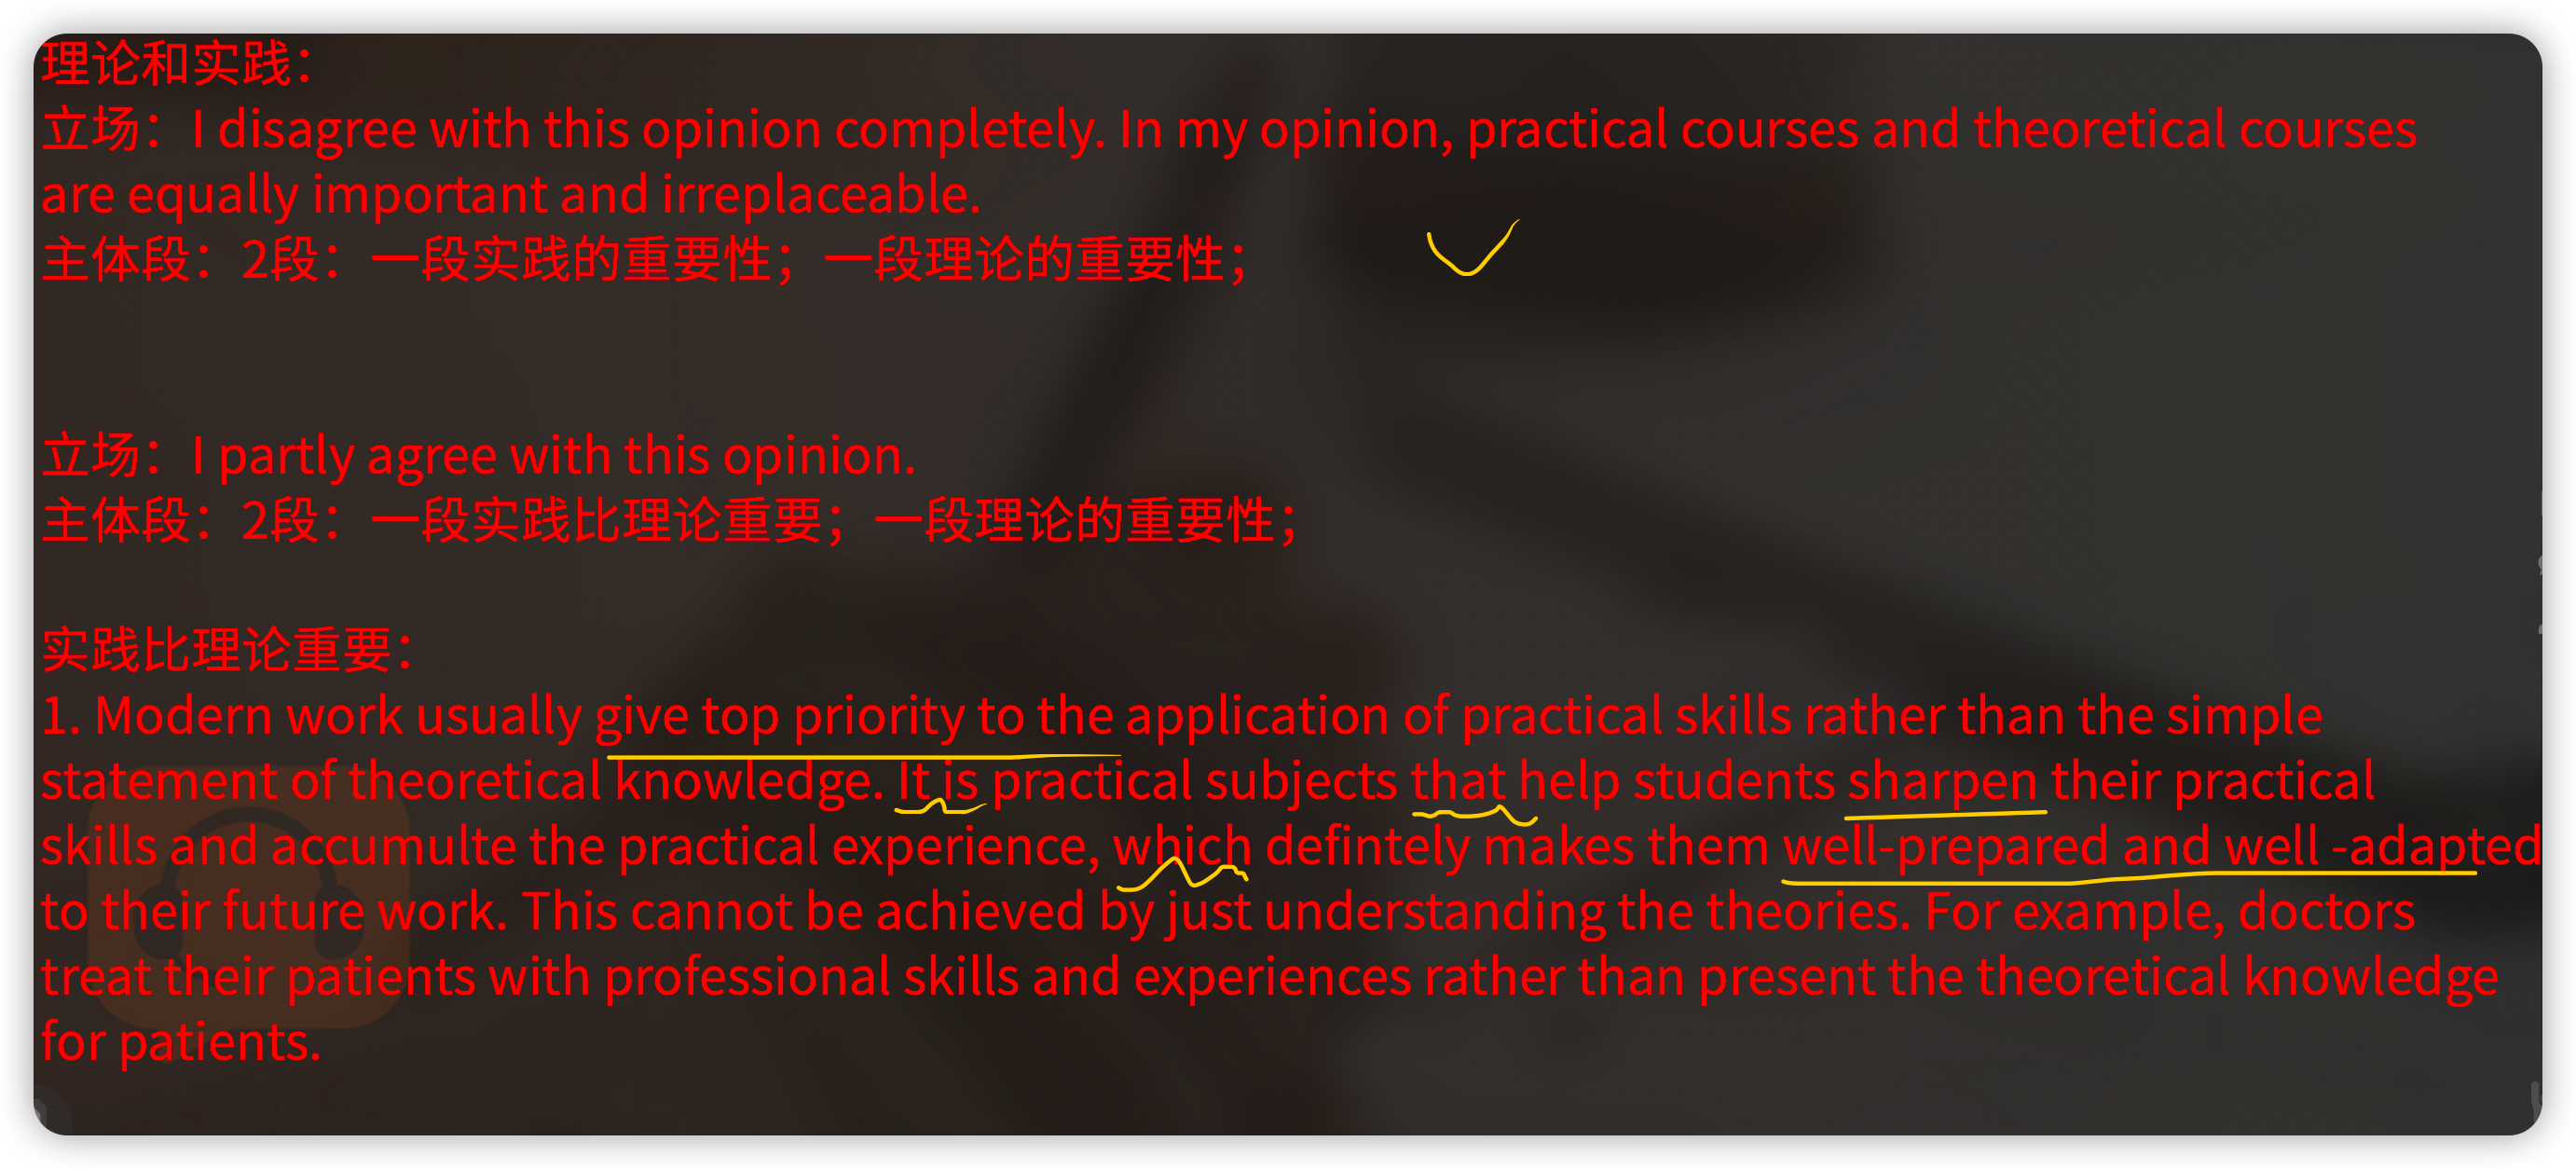 理论和实践：
立场：I disagree with this opinion completely. In my opinion, practical courses and theoretical courses
are equally important and irreplaceable.
主体段：2段：一段实践的重要性；一段理论的重要性；
立场：I partly agree with this opinion.
主体段：2段：一段实践比理论重要；一段理论的重要性；
实践比理论重要：
1. Modern work usually give top priority to the application of practical skills rather than the simple
statement of theoretical knowledge. It is practical subjects that help students sharpen their practical
skills and accumulte the practical experience, which defintely makes them well-prepared and well -adapted
to their future work. This cannot be achieved by just understanding the theories. For example, doctors
treat their patients with professional skills and experiences rather than present the theoretical knowledge
for patients.